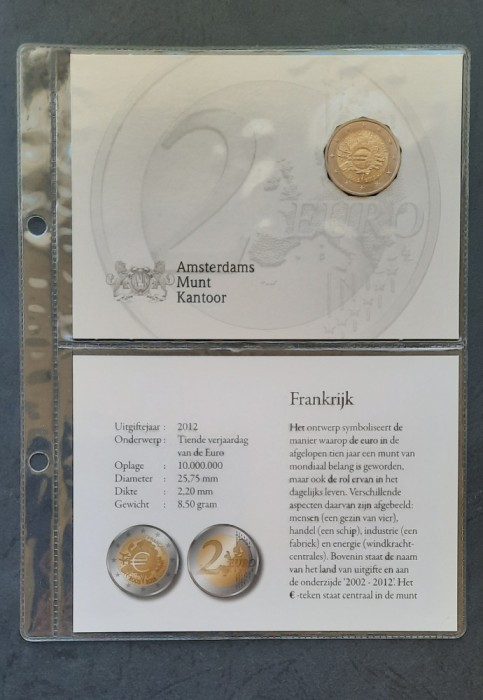 2 EURO
Amsterdams
Munt
Kantoor
Frankrijk
Uitgiftejaar : 2012
Onderwerp : Tiende verjaardag
van de Euro
Oplage : 10.000.000
Diameter : 25,75 mm
Dikte : 2,20 mm
Gewicht : 8,50 gram
Het ontwerp symboliseert de
manier waarop de euro in de
afgelopen tien jaar een munt van
mondiaal belang is geworden,
maar ook de rol ervan in het
dagelijks leven. Verschillende
aspecten daarvan zijn afgebeeld:
mensen (een gezin van vier),
handel (een schip), industrie (een
fabriek) en energie (windkracht-
centrales). Bovenin staat de naam
van het land van uitgifte en aan
de onderzijde '2002 - 2012'. Het
€ -teken staat centraal in de munt
€
2 EURO